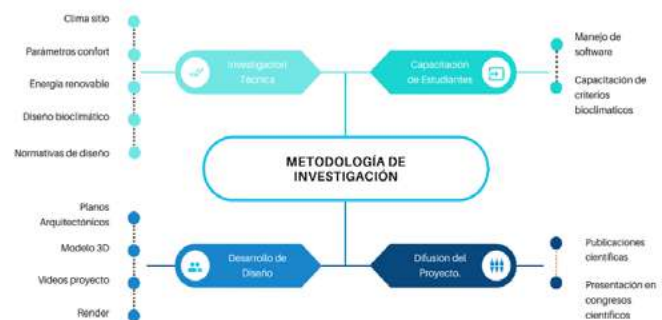 Clima sitio
Parámetros confort
Energía renovable
Diseño bioclimático
Normativas de diseño
Investigación
Técnica
Capacitación
de Estudiantes
Manejo de
software
Capacitación de
criterios
bioclimaticos
METODOLOGÍA DE
INVESTIGACIÓN
Planos
Arquitectónicos
Modelo 3D
Videos proyecto
Render
Desarrollo de
Diseño
Difusion del
Proyecto.
Publicaciones
científicas
Presentación en
congresos
científicos